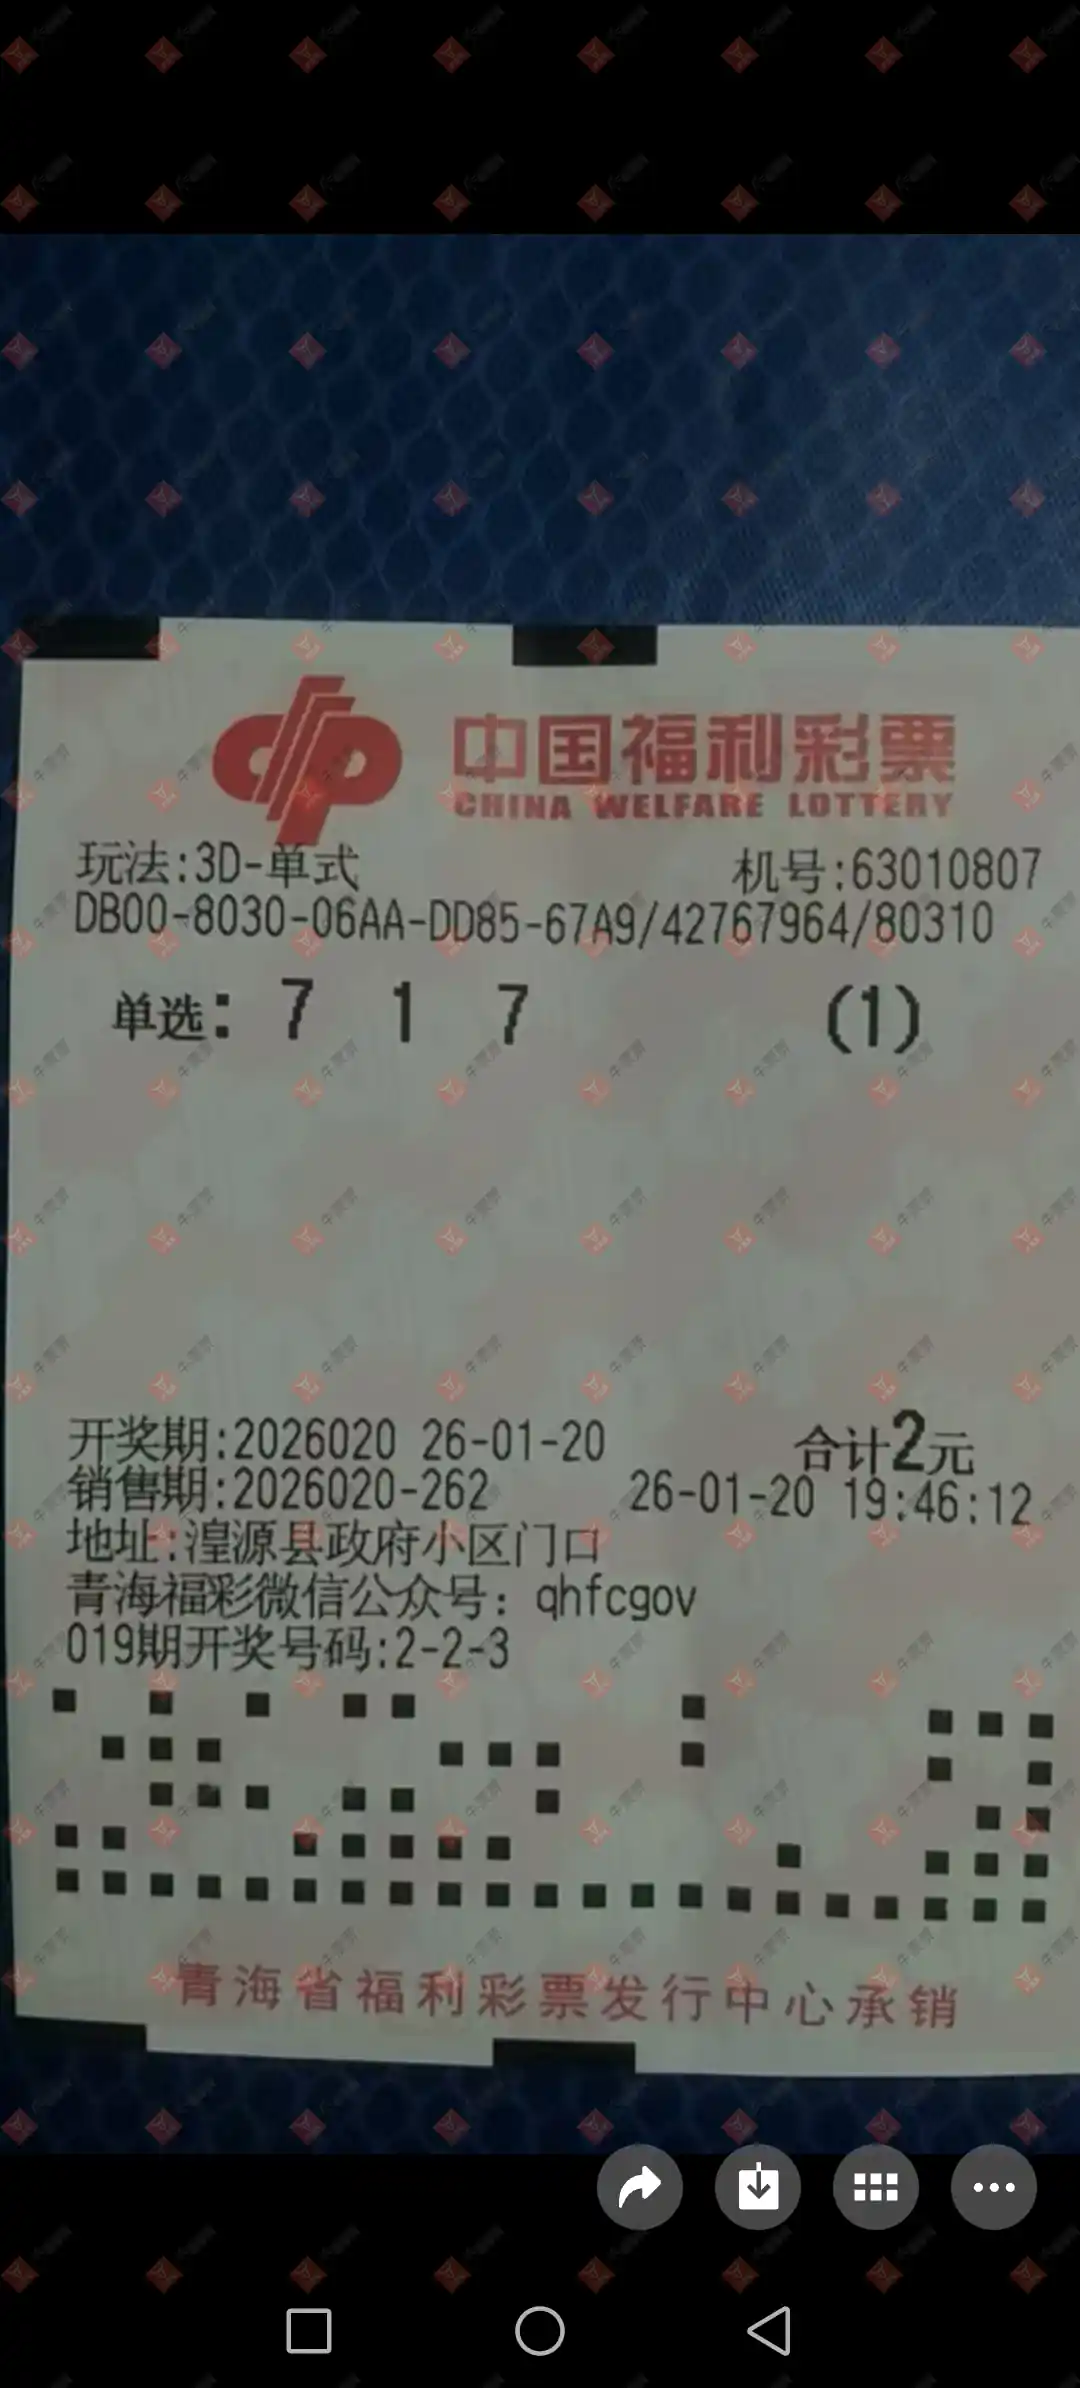 中国福利彩票
CHINA WELFARE LOTTERY
玩法:3D-单式 机号:63010807
DB00-8030-06AA-DD85-67A9/42767964/80310
单选: 7 1 7 (1)
开奖期:2026020 26-01-20 合计2元
销售期:2026020-262 26-01-20 19:46:12
地址:湟源县政府小区门口
青海福彩微信公众号: qhfcgov
019期开奖号码:2-2-3
青海省福利彩票发行中心承销